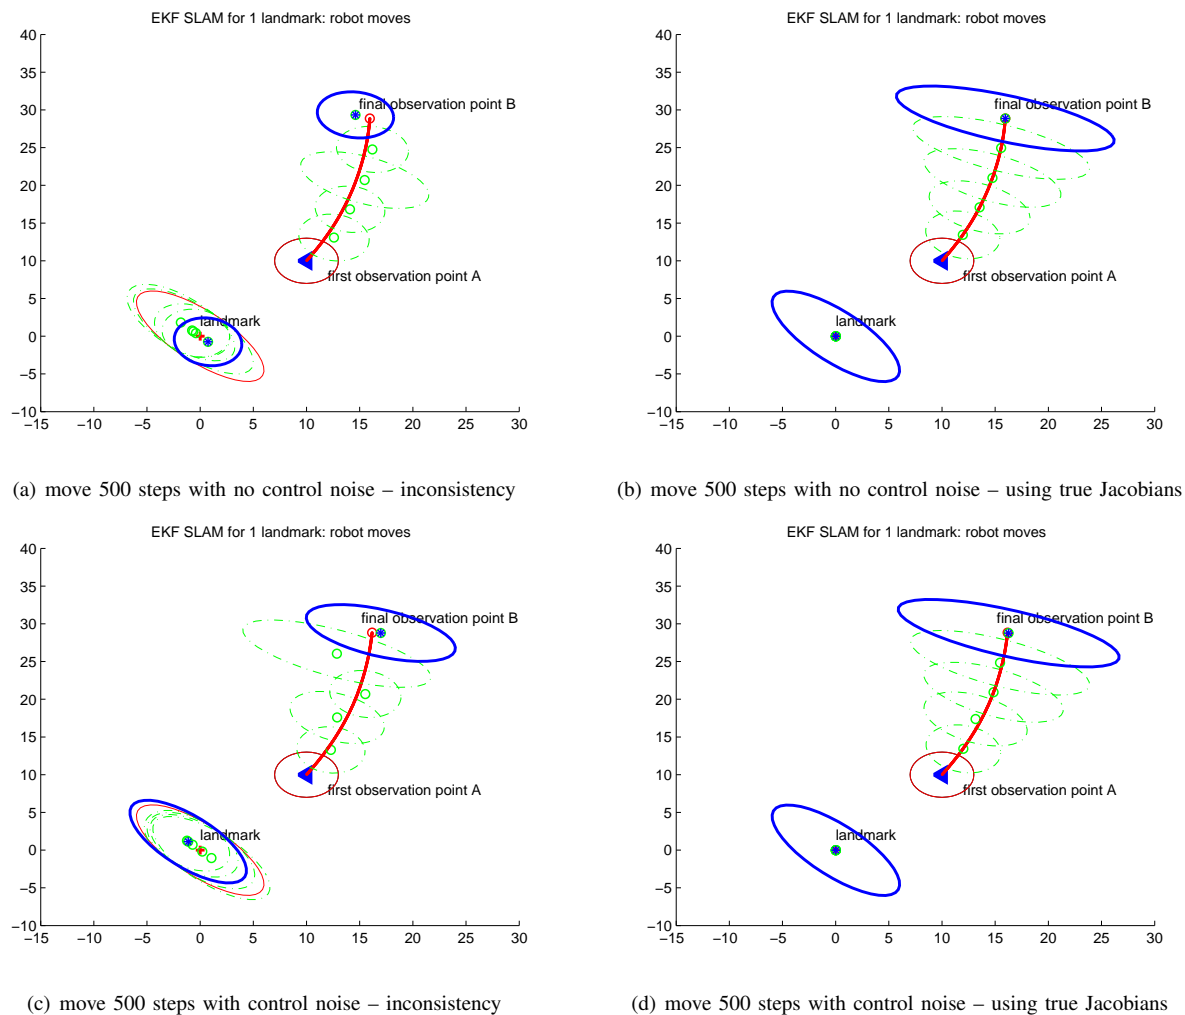 EKF SLAM for 1 landmark: robot moves
40
35
30
25
20
15
10
5
0
−5
−10
−15 −10 −5 0 5 10 15 20 25 30
final observation point B
first observation point A
landmark
EKF SLAM for 1 landmark: robot moves
40
35
30
25
20
15
10
5
0
−5
−10
−15 −10 −5 0 5 10 15 20 25 30
final observation point B
first observation point A
landmark
(a) move 500 steps with no control noise – inconsistency
(b) move 500 steps with no control noise – using true Jacobians
EKF SLAM for 1 landmark: robot moves
40
35
30
25
20
15
10
5
0
−5
−10
−15 −10 −5 0 5 10 15 20 25 30
final observation point B
first observation point A
landmark
EKF SLAM for 1 landmark: robot moves
40
35
30
25
20
15
10
5
0
−5
−10
−15 −10 −5 0 5 10 15 20 25 30
final observation point B
first observation point A
landmark
(c) move 500 steps with control noise – inconsistency
(d) move 500 steps with control noise – using true Jacobians